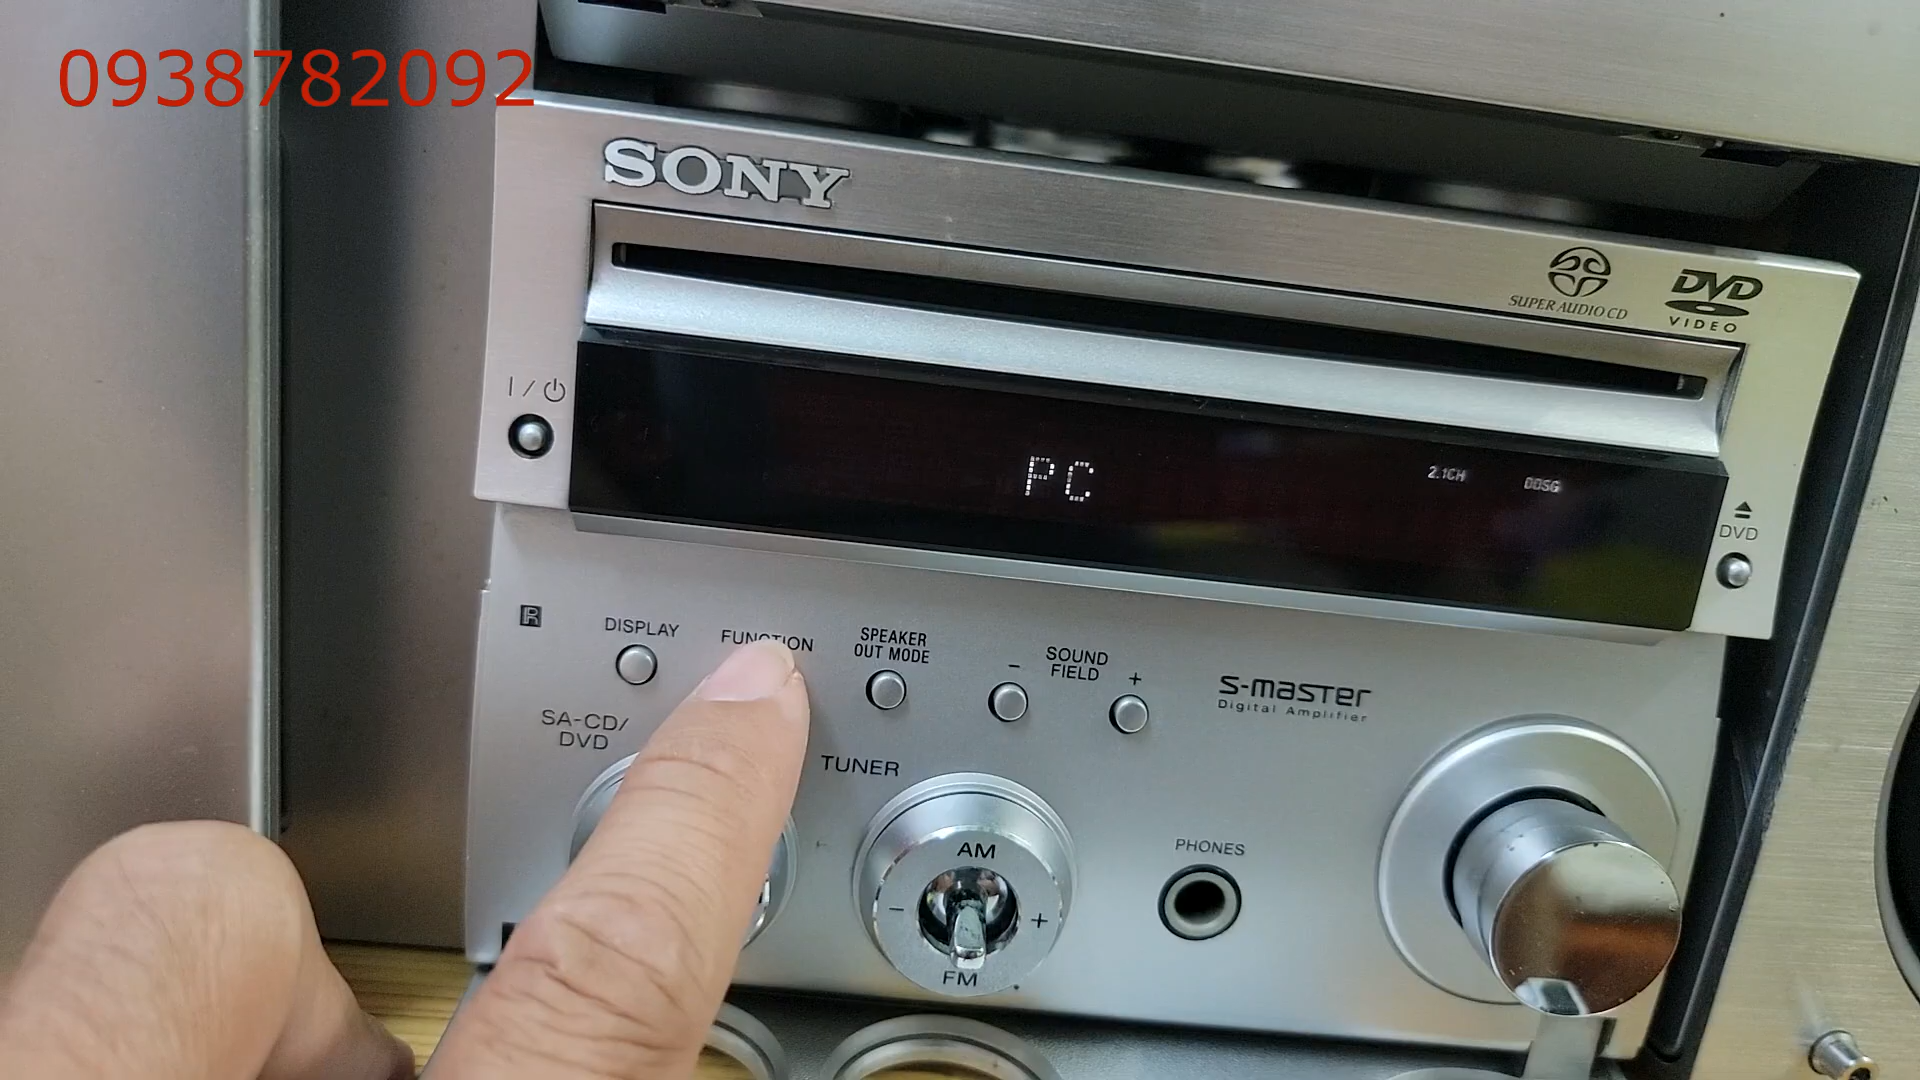 0938782092
SONY
SUPER AUDIO CD
DVD
VIDEO
I/⏻
PC
2.1CH
DDSG
DVD
R
DISPLAY
FUNCTION
SPEAKER
OUT MODE
SOUND
FIELD
-
+
S-master
Digital Amplifier
SA-CD/
DVD
TUNER
AM
-
+
FM
PHONES